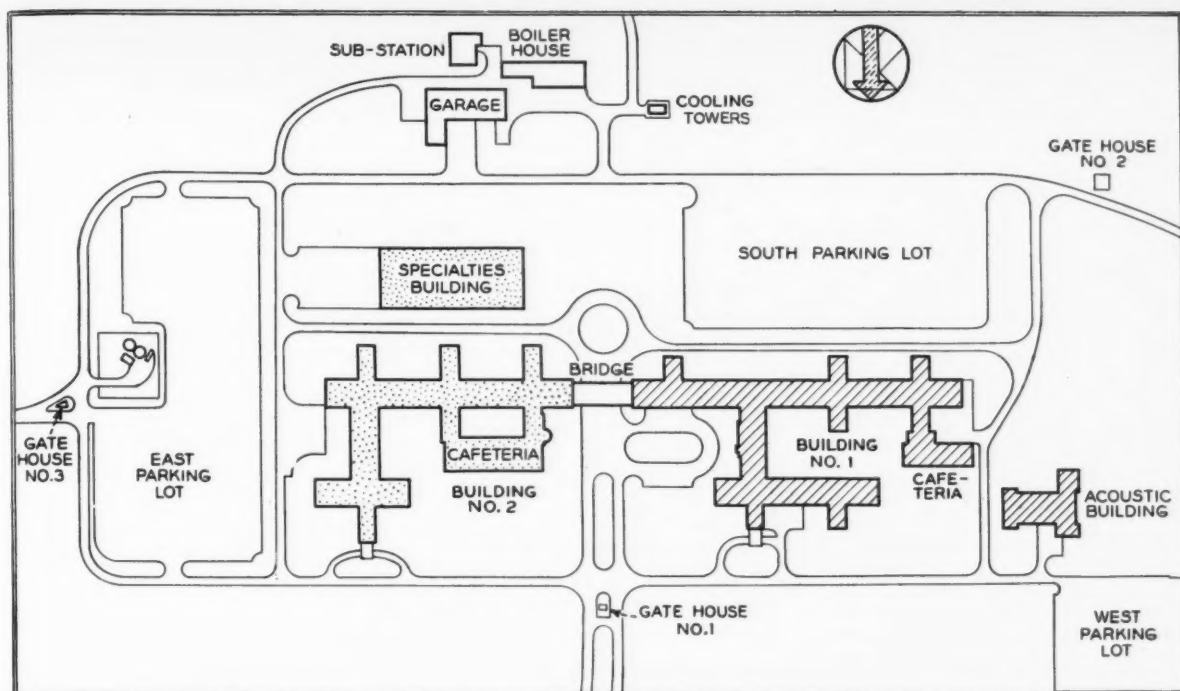 SUB-STATION
BOILER
HOUSE
GARAGE
COOLING
TOWERS
GATE HOUSE
NO 2
SPECIALTIES
BUILDING
SOUTH PARKING LOT
BRIDGE
GATE
HOUSE
NO.3
EAST
PARKING
LOT
CAFETERIA
BUILDING
NO. 2
BUILDING
NO. 1
CAFE-
TERIA
ACOUSTIC
BUILDING
GATE HOUSE
NO.1
WEST
PARKING
LOT